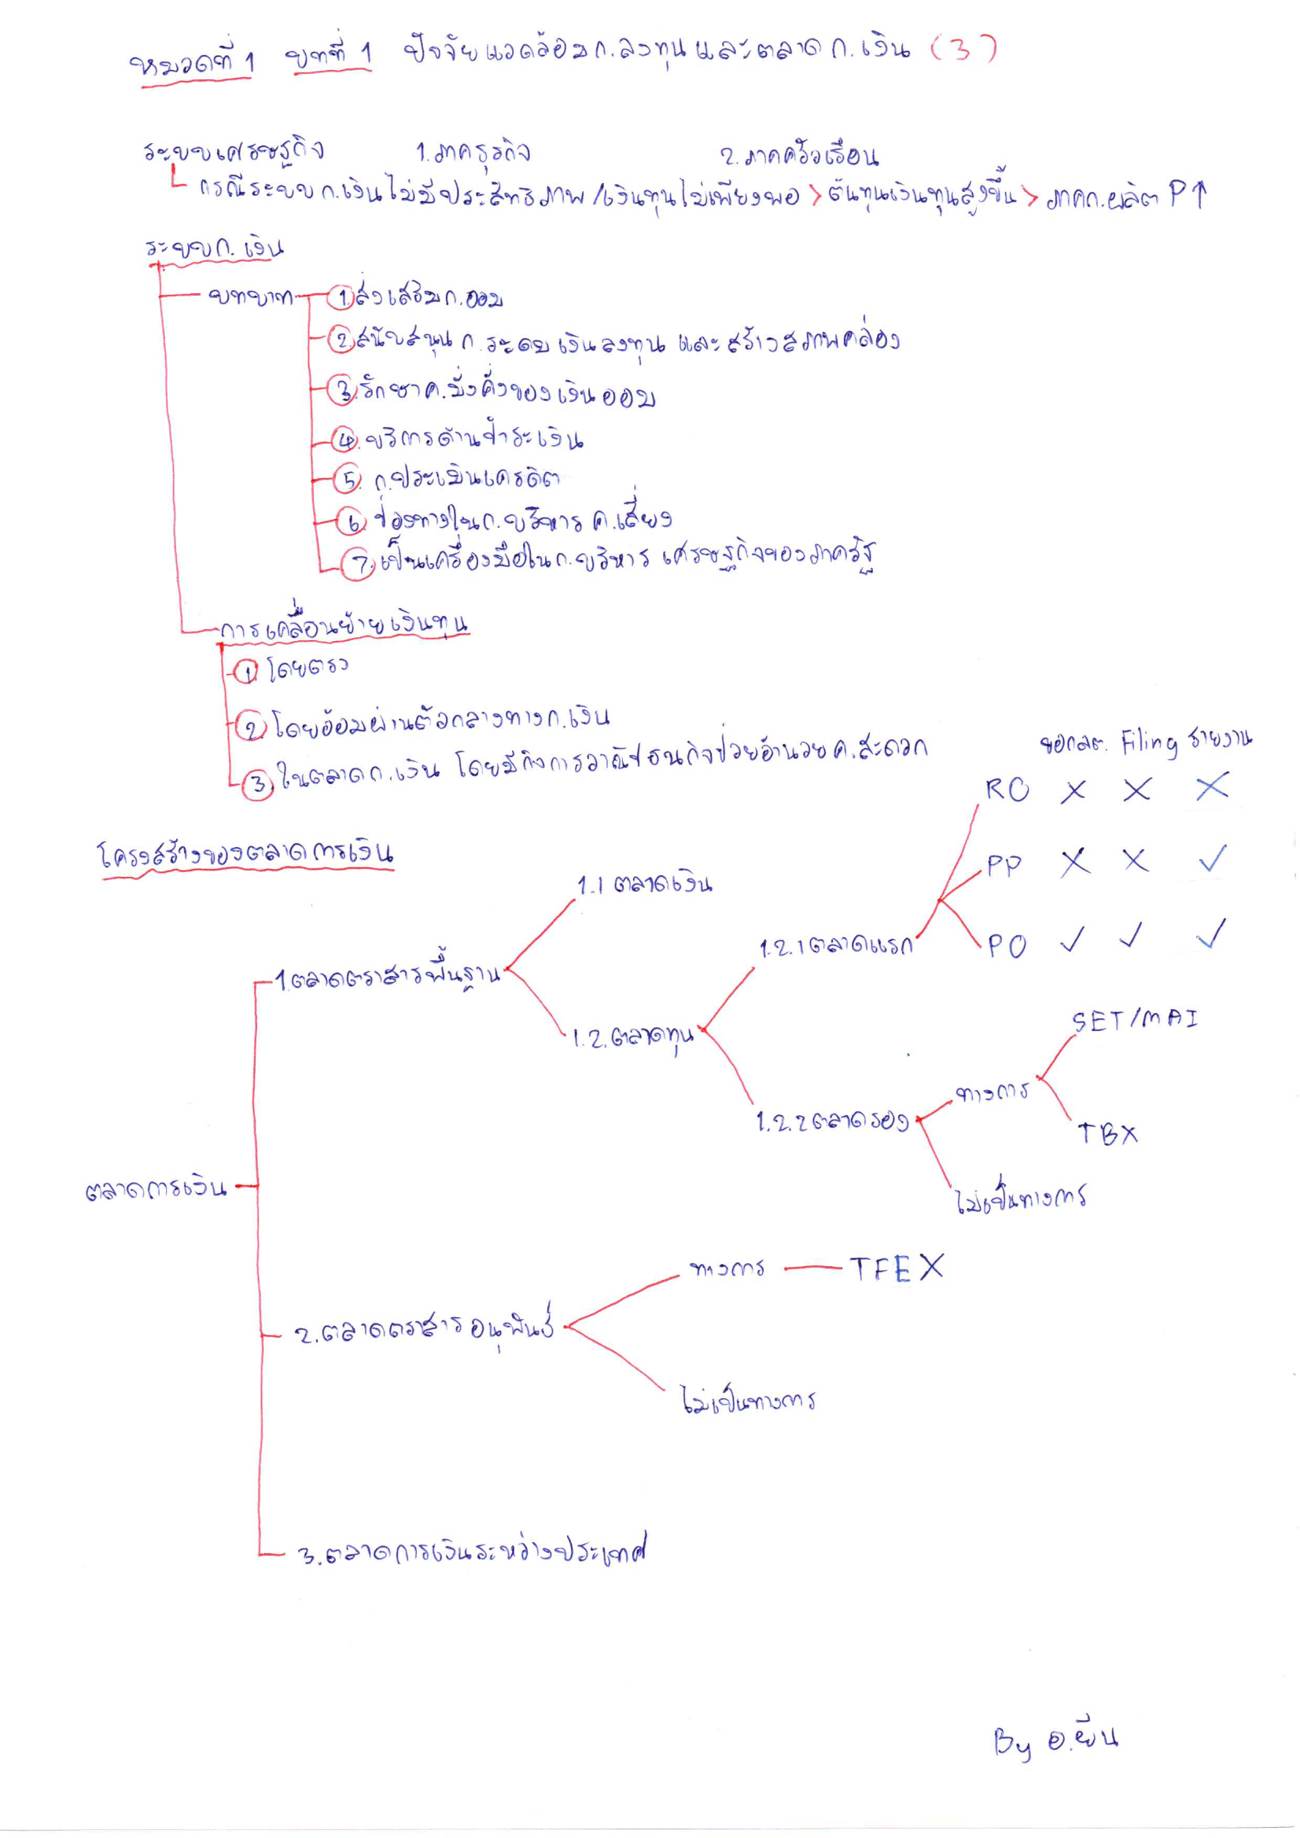 หมวดที่ 1 บทที่ 1 ปัจจัยแวดล้อมก.ลงทุนและตลาดก.เงิน (3)
ระบบเศรษฐกิจ 1.ภาคธุรกิจ 2.ภาคครัวเรือน
กรณีระบบก.เงินไม่มีประสิทธิภาพ/เงินทุนไม่เพียงพอ > ต้นทุนเงินทุนสูงขึ้น > ภาคก.ผลิต P↑
ระบบก.เงิน
บทบาท 1 ส่งเสริมก.ออม
2 สนับสนุนก.ระดมเงินลงทุน และสร้างสภาพคล่อง
3. รักษาค.มั่งคั่งของเงินออม
4. บริการด้านชำระเงิน
5. ก.ประเมินเครดิต
6. ช่องทางในก.บริหารค.เสี่ยง
7. เป็นเครื่องมือในก.บริหารเศรษฐกิจของภาครัฐ
การเคลื่อนย้ายเงินทุน
1. โดยตรง
2. โดยอ้อมผ่านตัวกลางทางก.เงิน
3. ในตลาดก.เงิน โดยมีกิจการวาณิชธนกิจช่วยอำนวยค.สะดวก
ขอกลต. Filing รายงาน
RO X X X
โครงสร้างของตลาดการเงิน
PP X X ✓
1.1 ตลาดเงิน
1.2.1 ตลาดแรก
PO ✓ ✓ ✓
1.ตลาดตราสารพื้นฐาน
1.2.ตลาดทุน
SET/MAI
ทางการ
1.2.2 ตลาดรอง
TBX
ตลาดการเงิน
ไม่เป็นทางการ
ทางการ TFEX
2.ตลาดตราสารอนุพันธ์
ไม่เป็นทางการ
3.ตลาดการเงินระหว่างประเทศ
By อ.ยีน